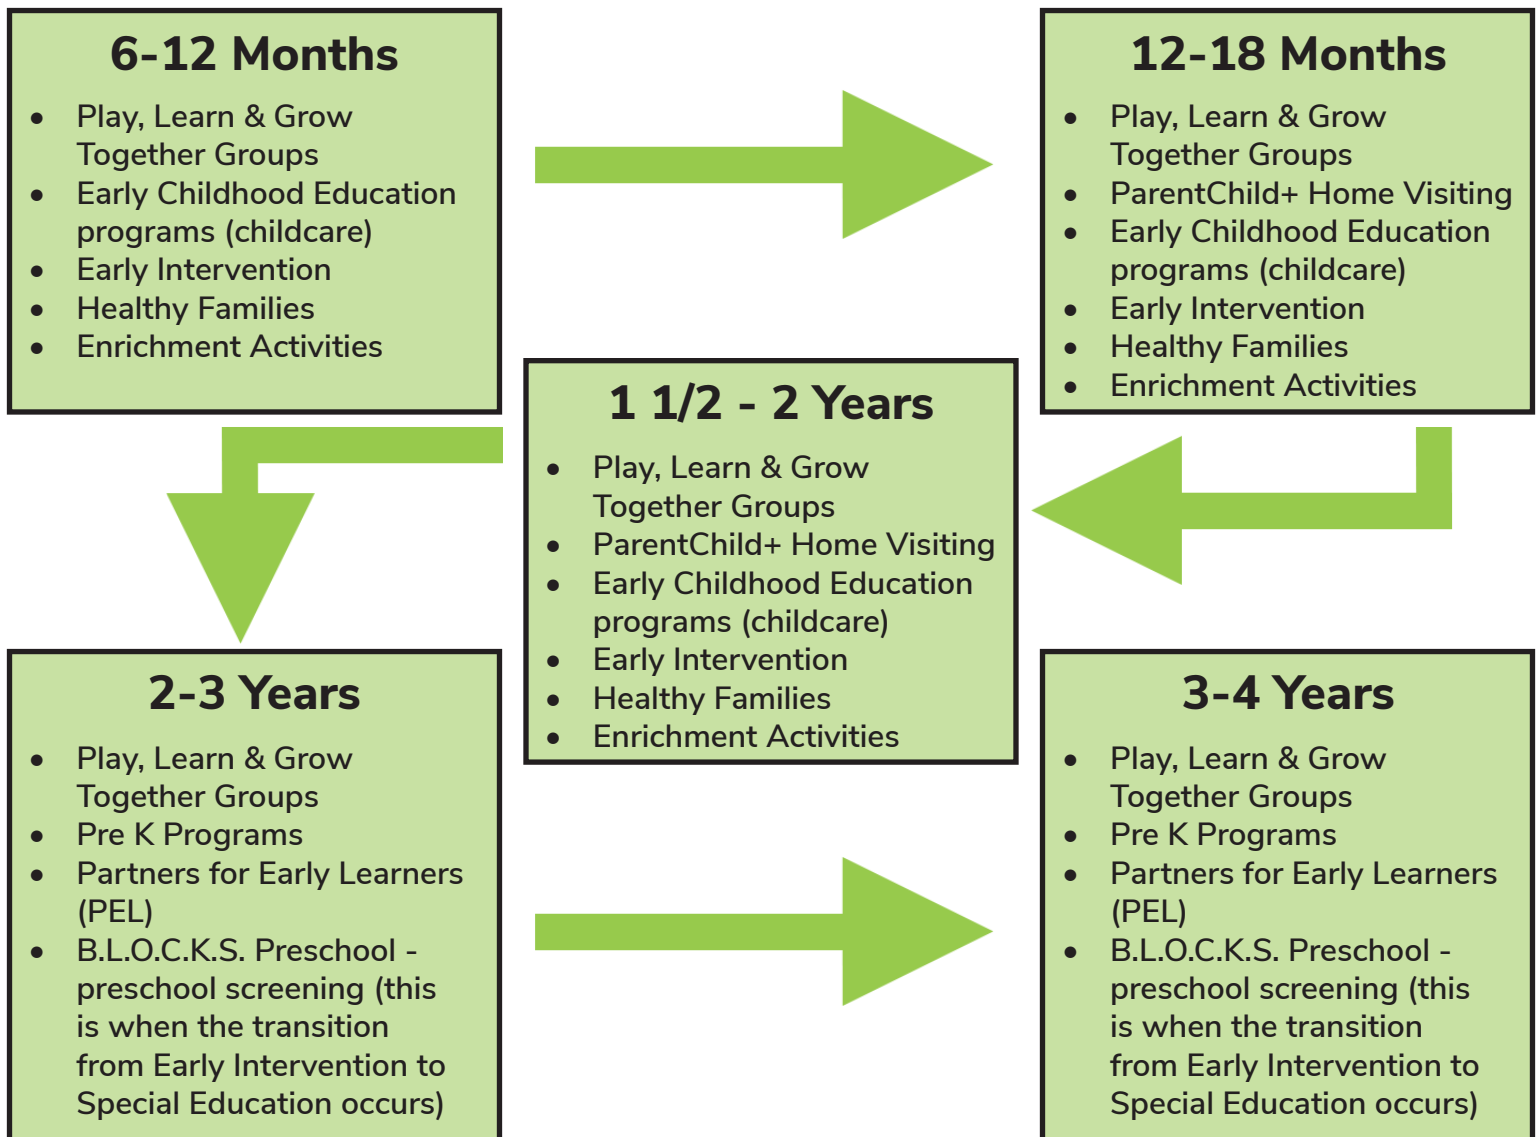 6-12 Months
• Play, Learn & Grow
Together Groups
• Early Childhood Education
programs (childcare)
• Early Intervention
• Healthy Families
• Enrichment Activities
12-18 Months
• Play, Learn & Grow
Together Groups
• ParentChild+ Home Visiting
• Early Childhood Education
programs (childcare)
• Early Intervention
• Healthy Families
• Enrichment Activities
1 1/2 - 2 Years
• Play, Learn & Grow
Together Groups
• ParentChild+ Home Visiting
• Early Childhood Education
programs (childcare)
• Early Intervention
• Healthy Families
• Enrichment Activities
2-3 Years
• Play, Learn & Grow
Together Groups
• Pre K Programs
• Partners for Early Learners
(PEL)
• B.L.O.C.K.S. Preschool -
preschool screening (this
is when the transition
from Early Intervention to
Special Education occurs)
3-4 Years
• Play, Learn & Grow
Together Groups
• Pre K Programs
• Partners for Early Learners
(PEL)
• B.L.O.C.K.S. Preschool -
preschool screening (this
is when the transition
from Early Intervention to
Special Education occurs)